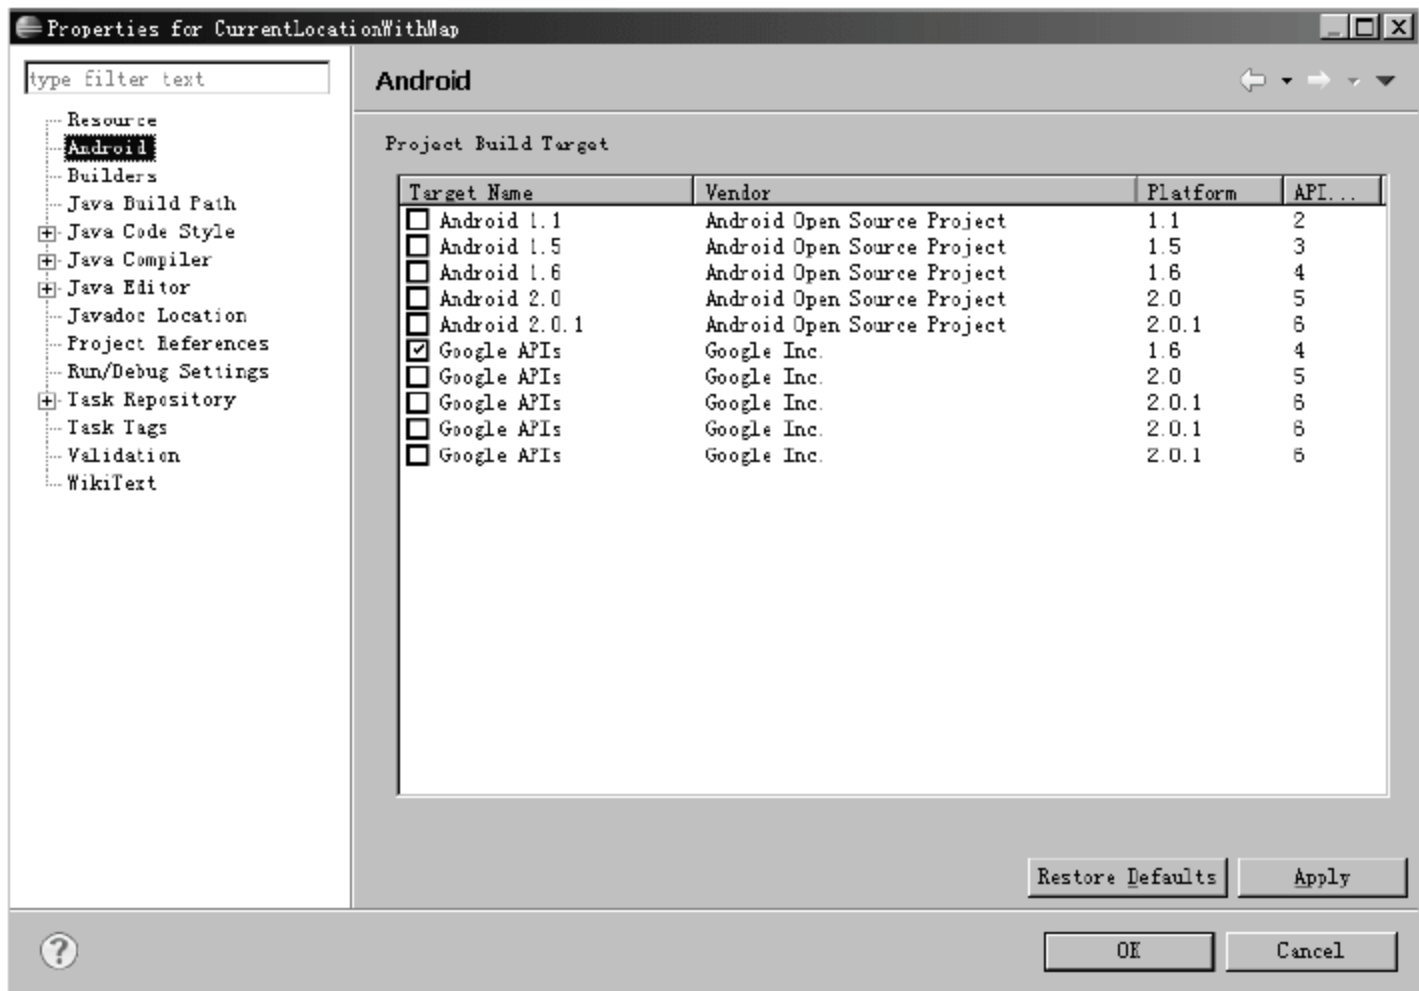 Properties for CurrentLocationWithMap
type filter text
Resource
Android
Builders
Java Build Path
Java Code Style
Java Compiler
Java Editor
Javadoc Location
Project References
Run/Debug Settings
Task Repository
Task Tags
Validation
WikiText
Android
Project Build Target
Target Name Vendor Platform API...
Android 1.1 Android Open Source Project 1.1 2
Android 1.5 Android Open Source Project 1.5 3
Android 1.6 Android Open Source Project 1.6 4
Android 2.0 Android Open Source Project 2.0 5
Android 2.0.1 Android Open Source Project 2.0.1 6
Google APIs Google Inc. 1.6 4
Google APIs Google Inc. 2.0 5
Google APIs Google Inc. 2.0.1 6
Google APIs Google Inc. 2.0.1 6
Google APIs Google Inc. 2.0.1 6
Restore Defaults Apply
? OK Cancel